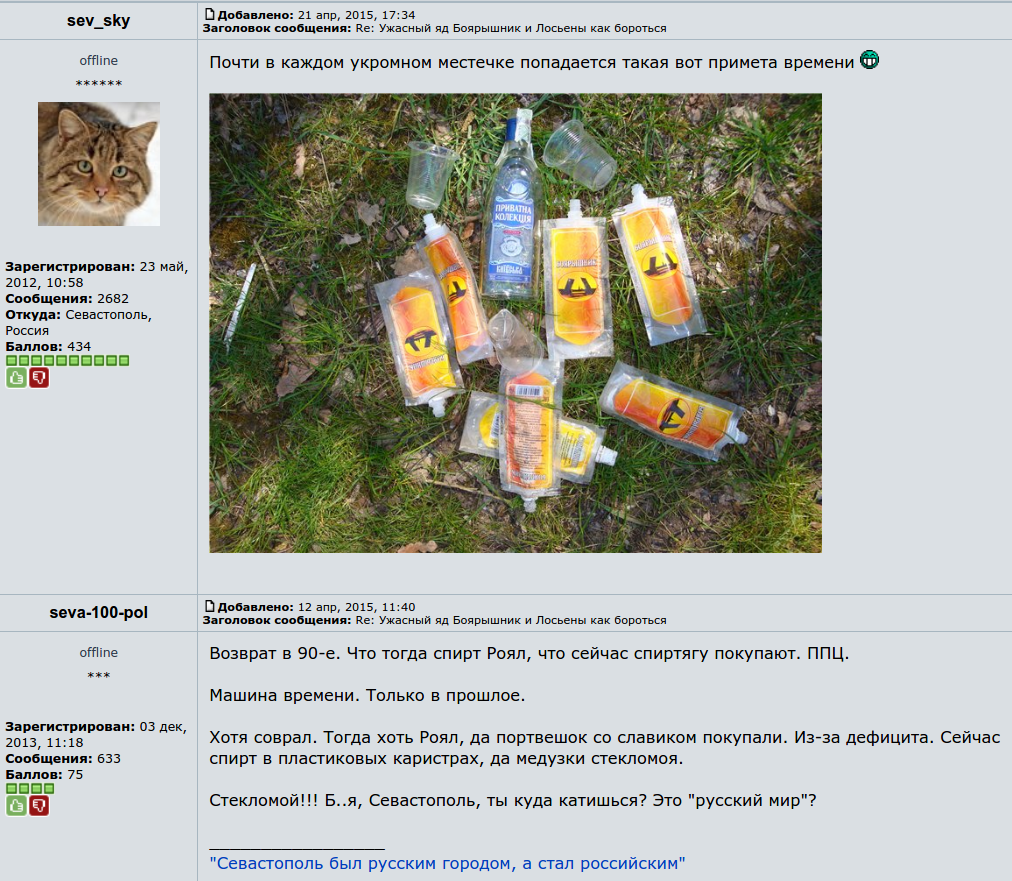 sev_sky
Добавлено: 21 апр, 2015, 17:34
Заголовок сообщения: Re: Ужасный яд Боярышник и Лосьены как бороться
offline
******
Почти в каждом укромном местечке попадается такая вот примета времени
ПРИВАТНА
КОЛЕКЦІЯ
БОЯРЫШНИК
Зарегистрирован: 23 май,
2012, 10:58
Сообщения: 2682
Откуда: Севастополь,
Россия
Баллов: 434
seva-100-pol
Добавлено: 12 апр, 2015, 11:40
Заголовок сообщения: Re: Ужасный яд Боярышник и Лосьены как бороться
offline
***
Зарегистрирован: 03 дек,
2013, 11:18
Сообщения: 633
Баллов: 75
Возврат в 90-е. Что тогда спирт Роял, что сейчас спиртягу покупают. ППЦ.
Машина времени. Только в прошлое.
Хотя соврал. Тогда хоть Роял, да портвешок со славиком покупали. Из-за дефицита. Сейчас
спирт в пластиковых каристрах, да медузки стекломоя.
Стекломой!!! Б..я, Севастополь, ты куда катишься? Это "русский мир"?
"Севастополь был русским городом, а стал российским"